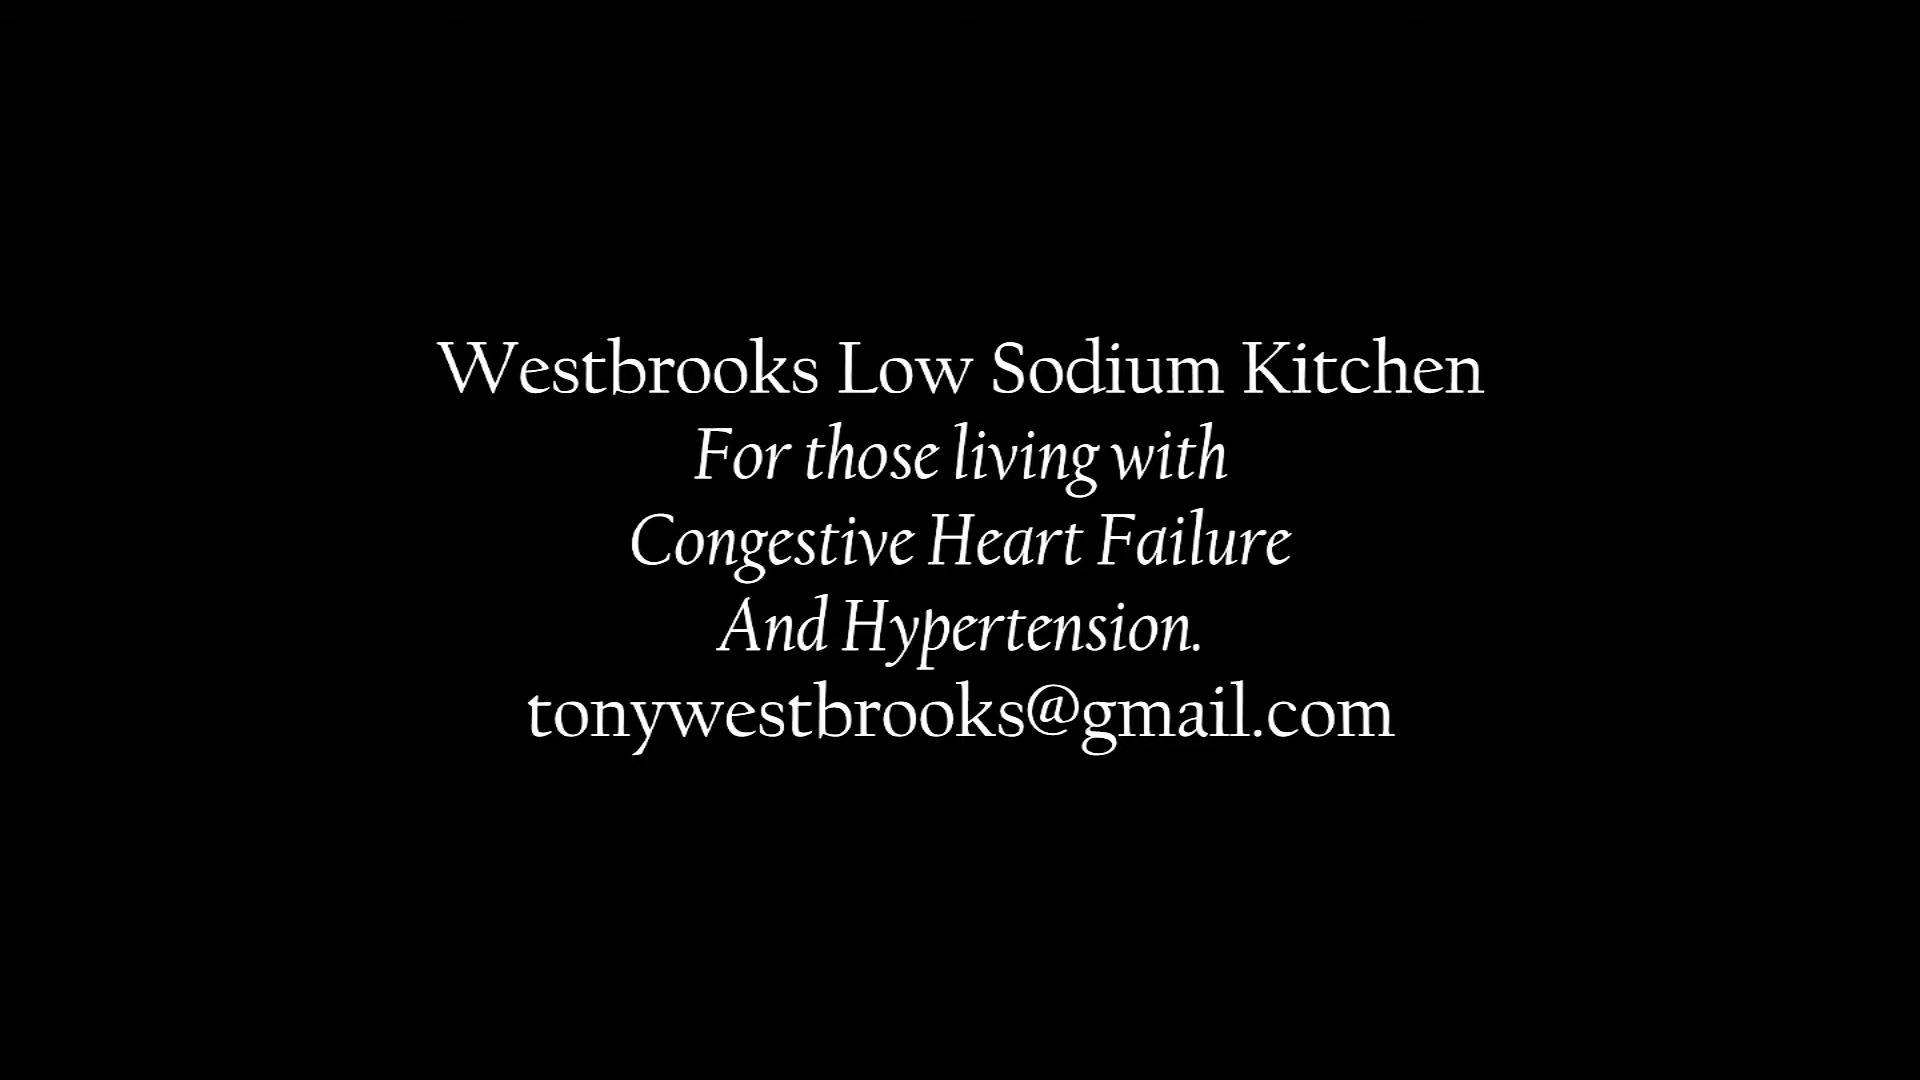 Westbrooks Low Sodium Kitchen
For those living with
Congestive Heart Failure
And Hypertension.
tonywestbrooks@gmail.com